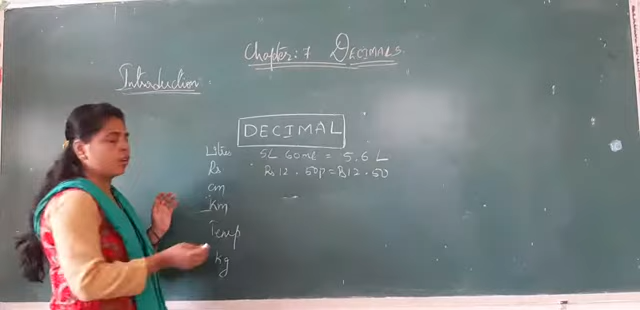 Chapter: 7 DECIMALS
Introduction
DECIMAL
Litre 5L 60ml = 5.6 L
Rs Rs 12 . 50p = Rs 12 . 50
cm
Km
Temp
kg